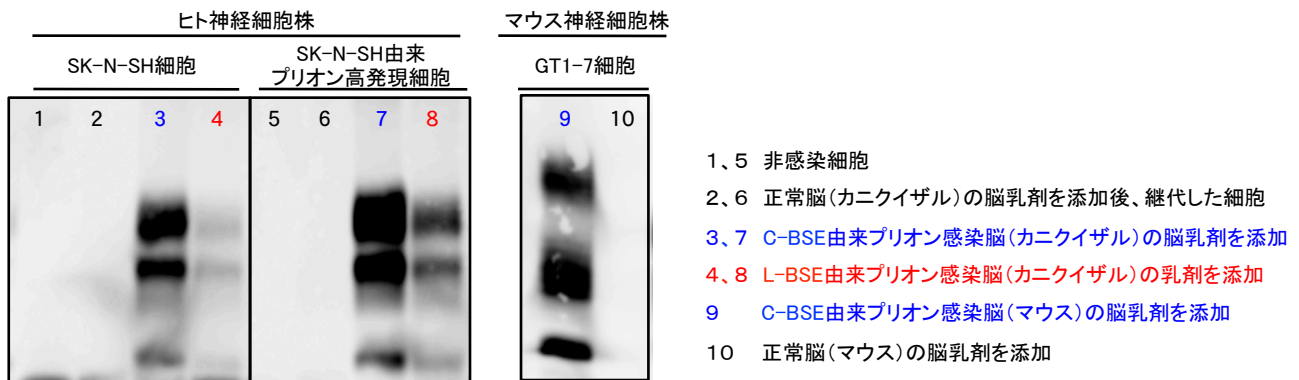 ヒト神経細胞株
マウス神経細胞株
SK-N-SH細胞
SK-N-SH由来
プリオン高発現細胞
GT1-7細胞
1 2 3 4 5 6 7 8 9 10
1、5 非感染細胞
2、6 正常脳(カニクイザル)の脳乳剤を添加後、継代した細胞
3、7 C-BSE由来プリオン感染脳(カニクイザル)の脳乳剤を添加
4、8 L-BSE由来プリオン感染脳(カニクイザル)の乳剤を添加
9 C-BSE由来プリオン感染脳(マウス)の脳乳剤を添加
10 正常脳(マウス)の脳乳剤を添加